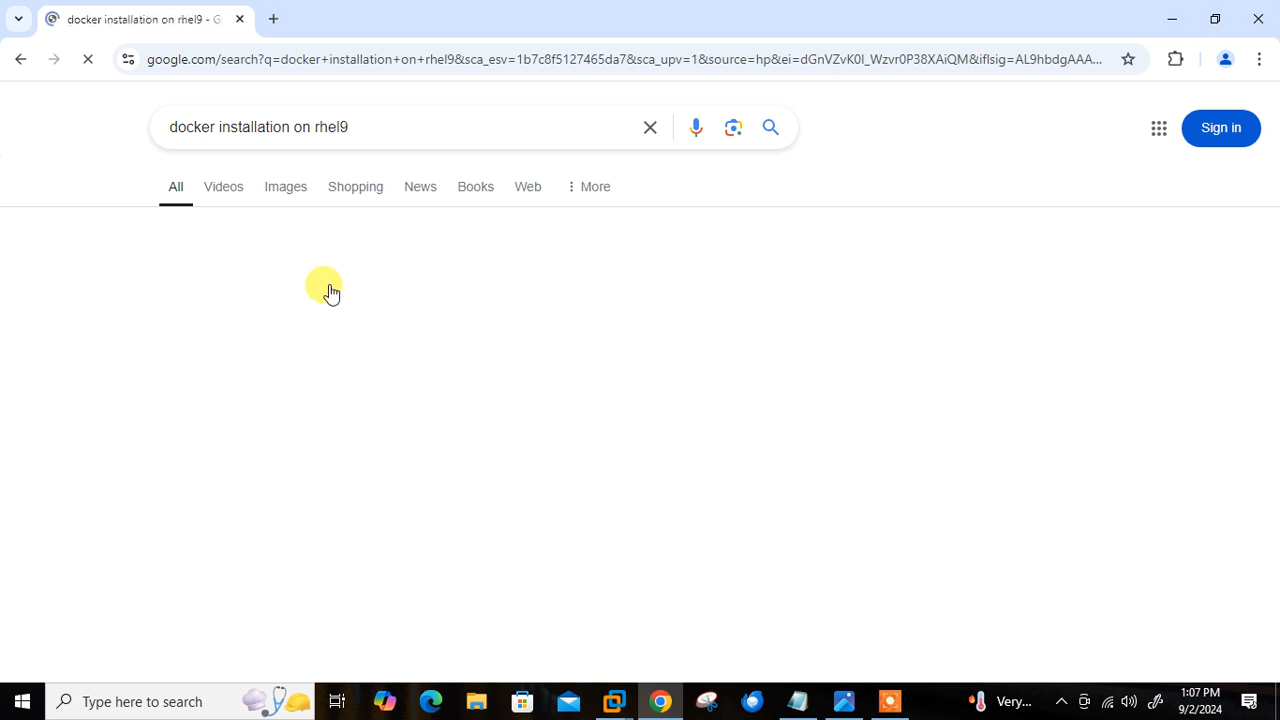 docker installation on rhel9 - G
google.com/search?q=docker+installation+on+rhel9&sca_esv=1b7c8f5127465da7&sca_upv=1&source=hp&ei=dGnVZvK0I_Wzvr0P38XAiQM&iflsig=AL9hbdgAAA...
docker installation on rhel9
Sign in
All Videos Images Shopping News Books Web More
Type here to search
Very...
1:07 PM
9/2/2024